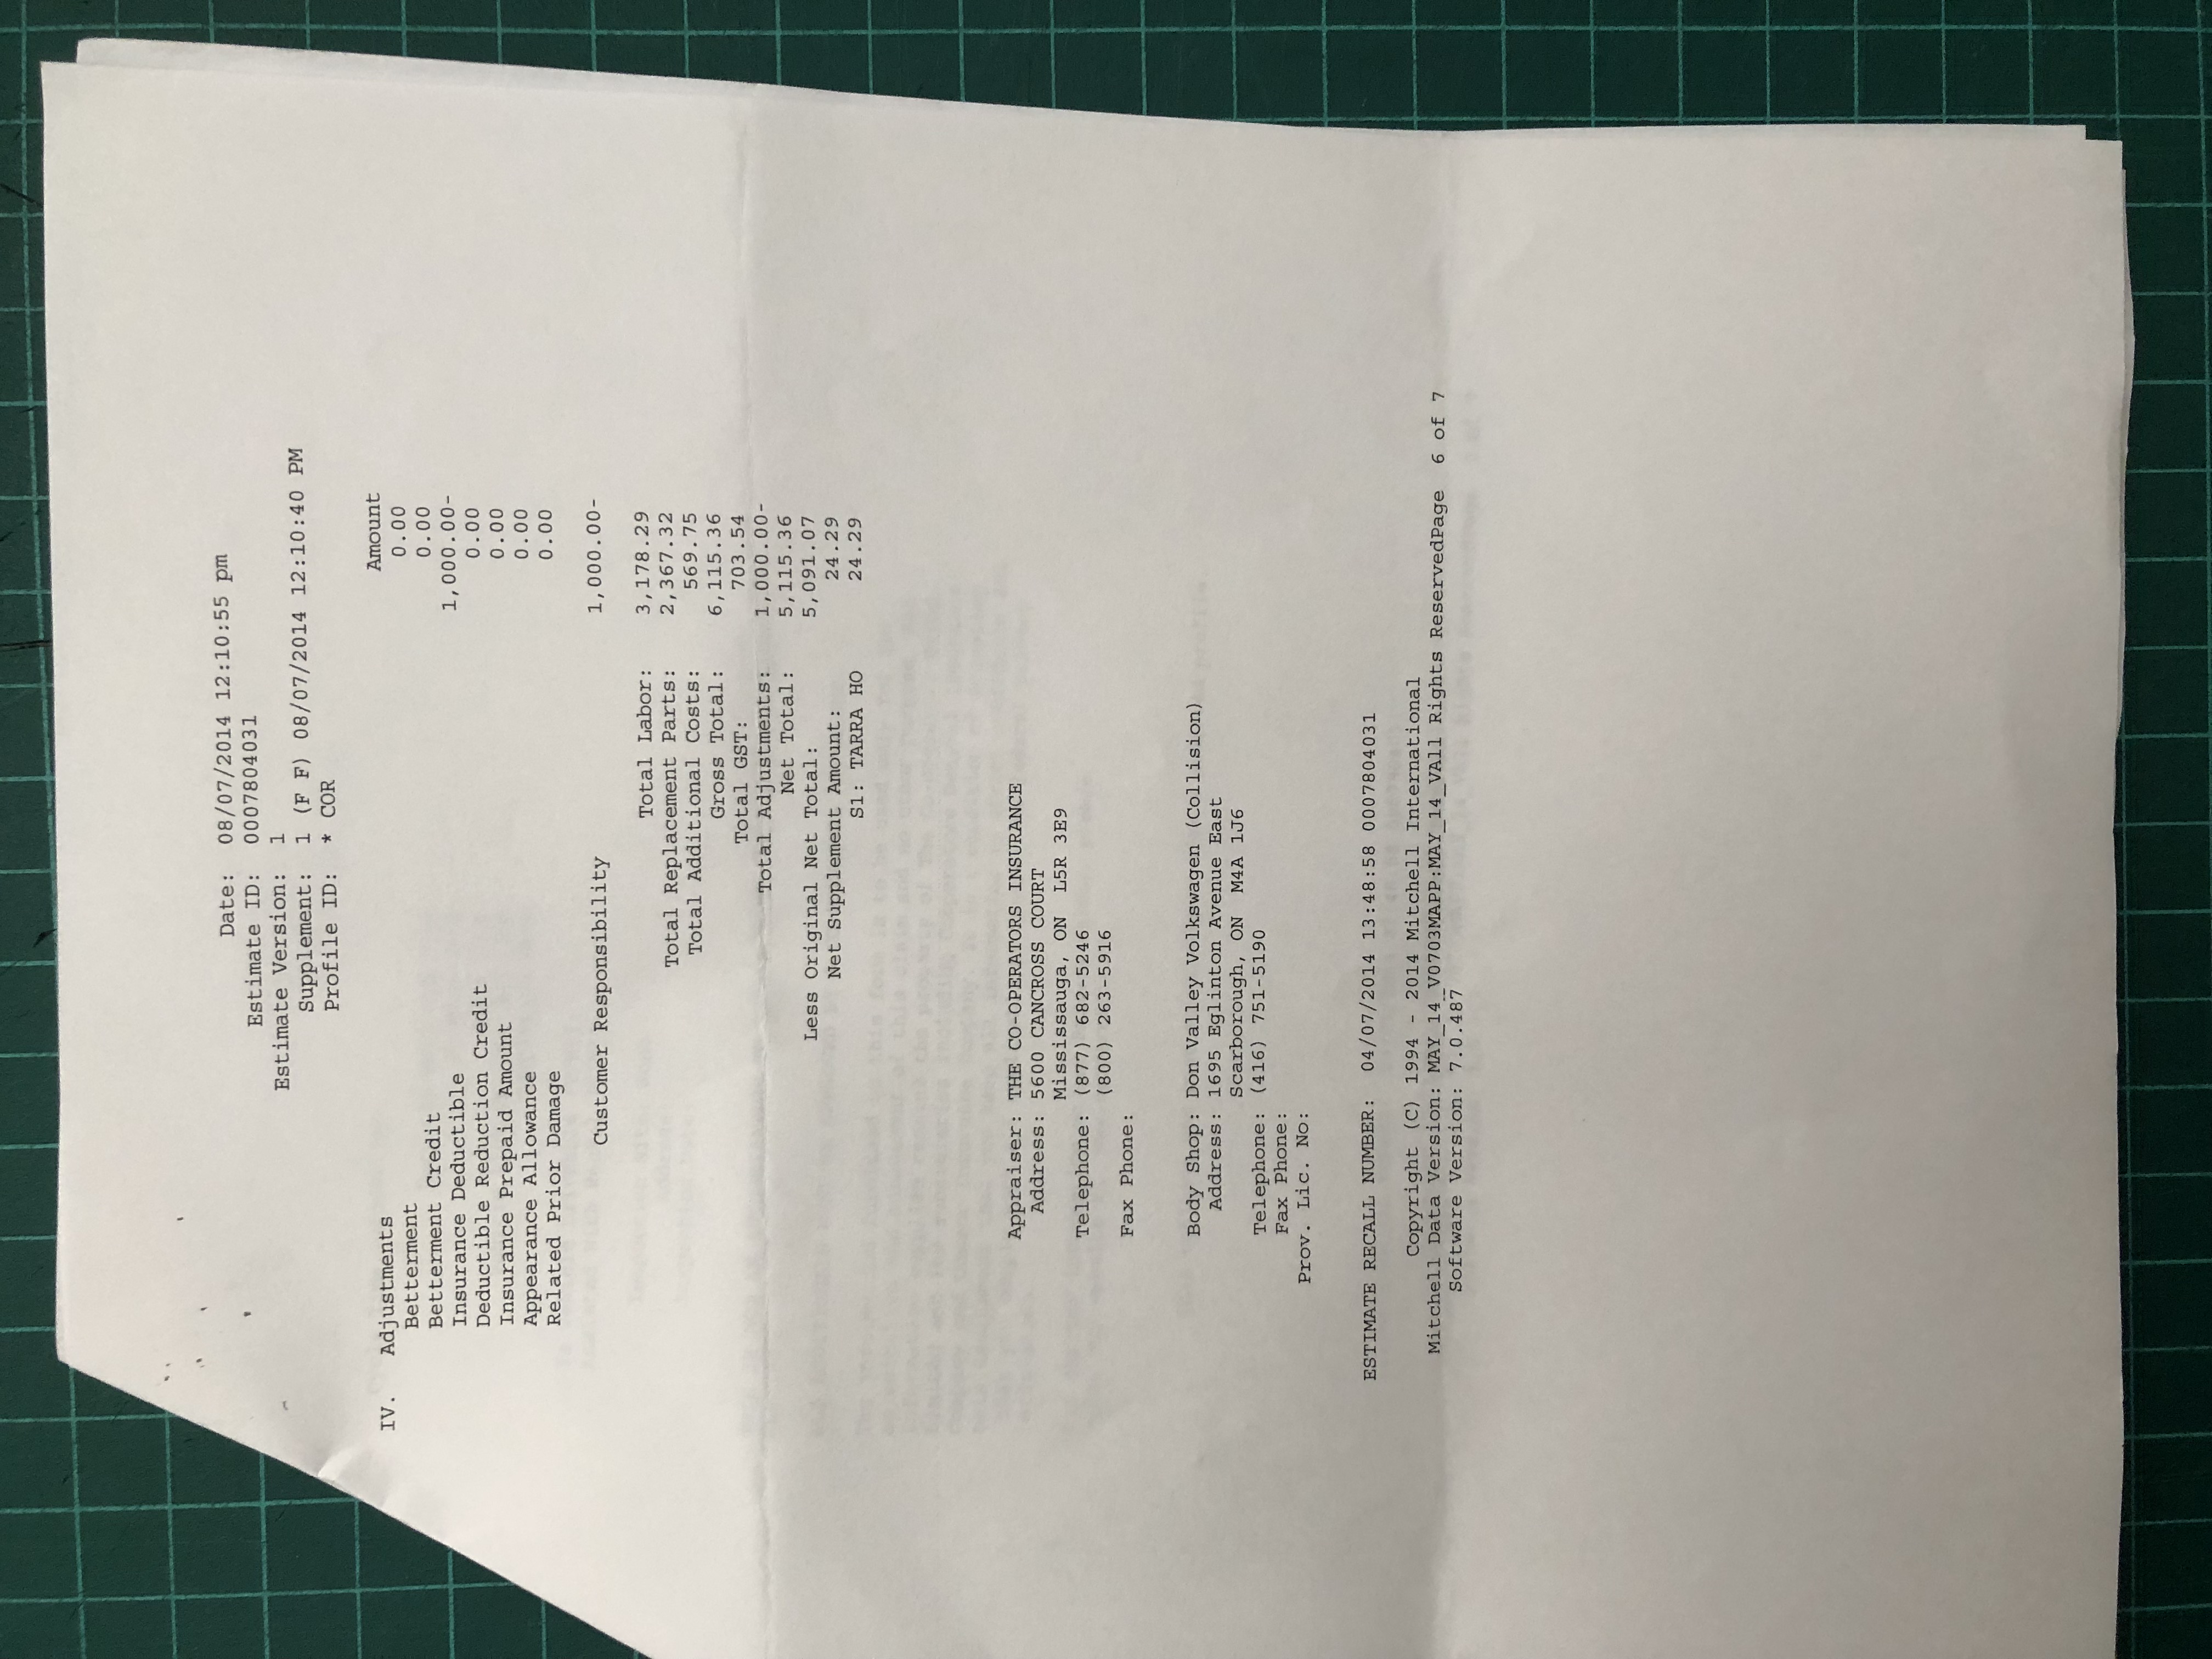 Date: 08/07/2014 12:10:55 pm
Estimate ID: 0007804031
Estimate Version: 1
Supplement: 1 (F F) 08/07/2014 12:10:40 PM
Profile ID: * COR
IV. Adjustments Amount
Betterment 0.00
Betterment Credit 0.00
Insurance Deductible 1,000.00-
Deductible Reduction Credit 0.00
Insurance Prepaid Amount 0.00
Appearance Allowance 0.00
Related Prior Damage 0.00
Customer Responsibility 1,000.00-
Total Labor: 3,178.29
Total Replacement Parts: 2,367.32
Total Additional Costs: 569.75
Gross Total: 6,115.36
Total GST: 703.54
Total Adjustments: 1,000.00-
Net Total: 5,115.36
Less Original Net Total: 5,091.07
Net Supplement Amount: 24.29
S1: TARRA HO 24.29
Appraiser: THE CO-OPERATORS INSURANCE
Address: 5600 CANCROSS COURT
Mississauga, ON L5R 3E9
Telephone: (877) 682-5246
(800) 263-5916
Fax Phone:
Body Shop: Don Valley Volkswagen (Collision)
Address: 1695 Eglinton Avenue East
Scarborough, ON M4A 1J6
Telephone: (416) 751-5190
Fax Phone:
Prov. Lic. No:
ESTIMATE RECALL NUMBER: 04/07/2014 13:48:58 0007804031
Copyright (C) 1994 - 2014 Mitchell International
Mitchell Data Version: MAY_14_V0703MAPP:MAY_14_VAll Rights ReservedPage 6 of 7
Software Version: 7.0.487